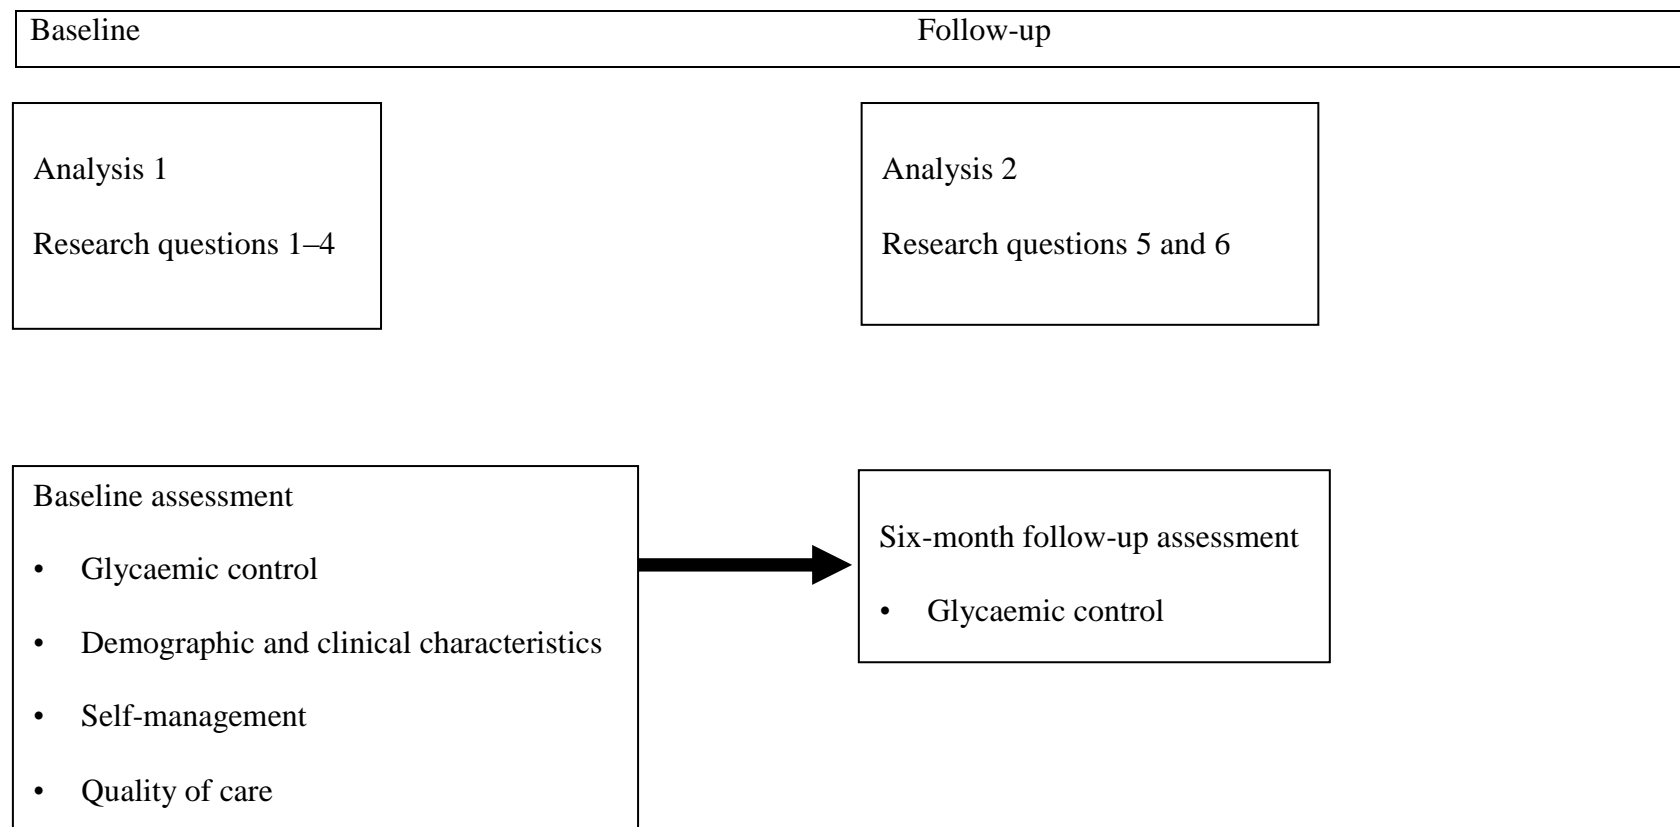 Baseline Follow-up
Analysis 1
Research questions 1–4
Analysis 2
Research questions 5 and 6
Baseline assessment
• Glycaemic control
• Demographic and clinical characteristics
• Self-management
• Quality of care
Six-month follow-up assessment
• Glycaemic control